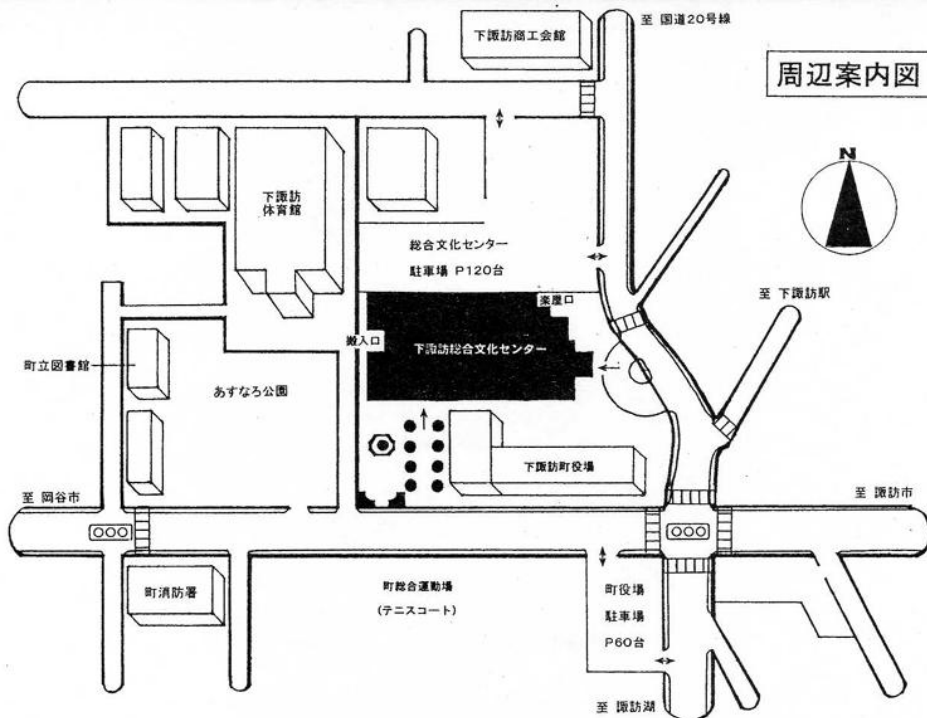 至 国道20号線
下諏訪商工会館
周辺案内図
N
下諏訪
体育館
総合文化センター
駐車場 P120台
楽屋口
至 下諏訪駅
搬入口
下諏訪総合文化センター
町立図書館
あすなろ公園
下諏訪町役場
至 岡谷市
至 諏訪市
町消防署
町総合運動場
(テニスコート)
町役場
駐車場
P60台
至 諏訪湖